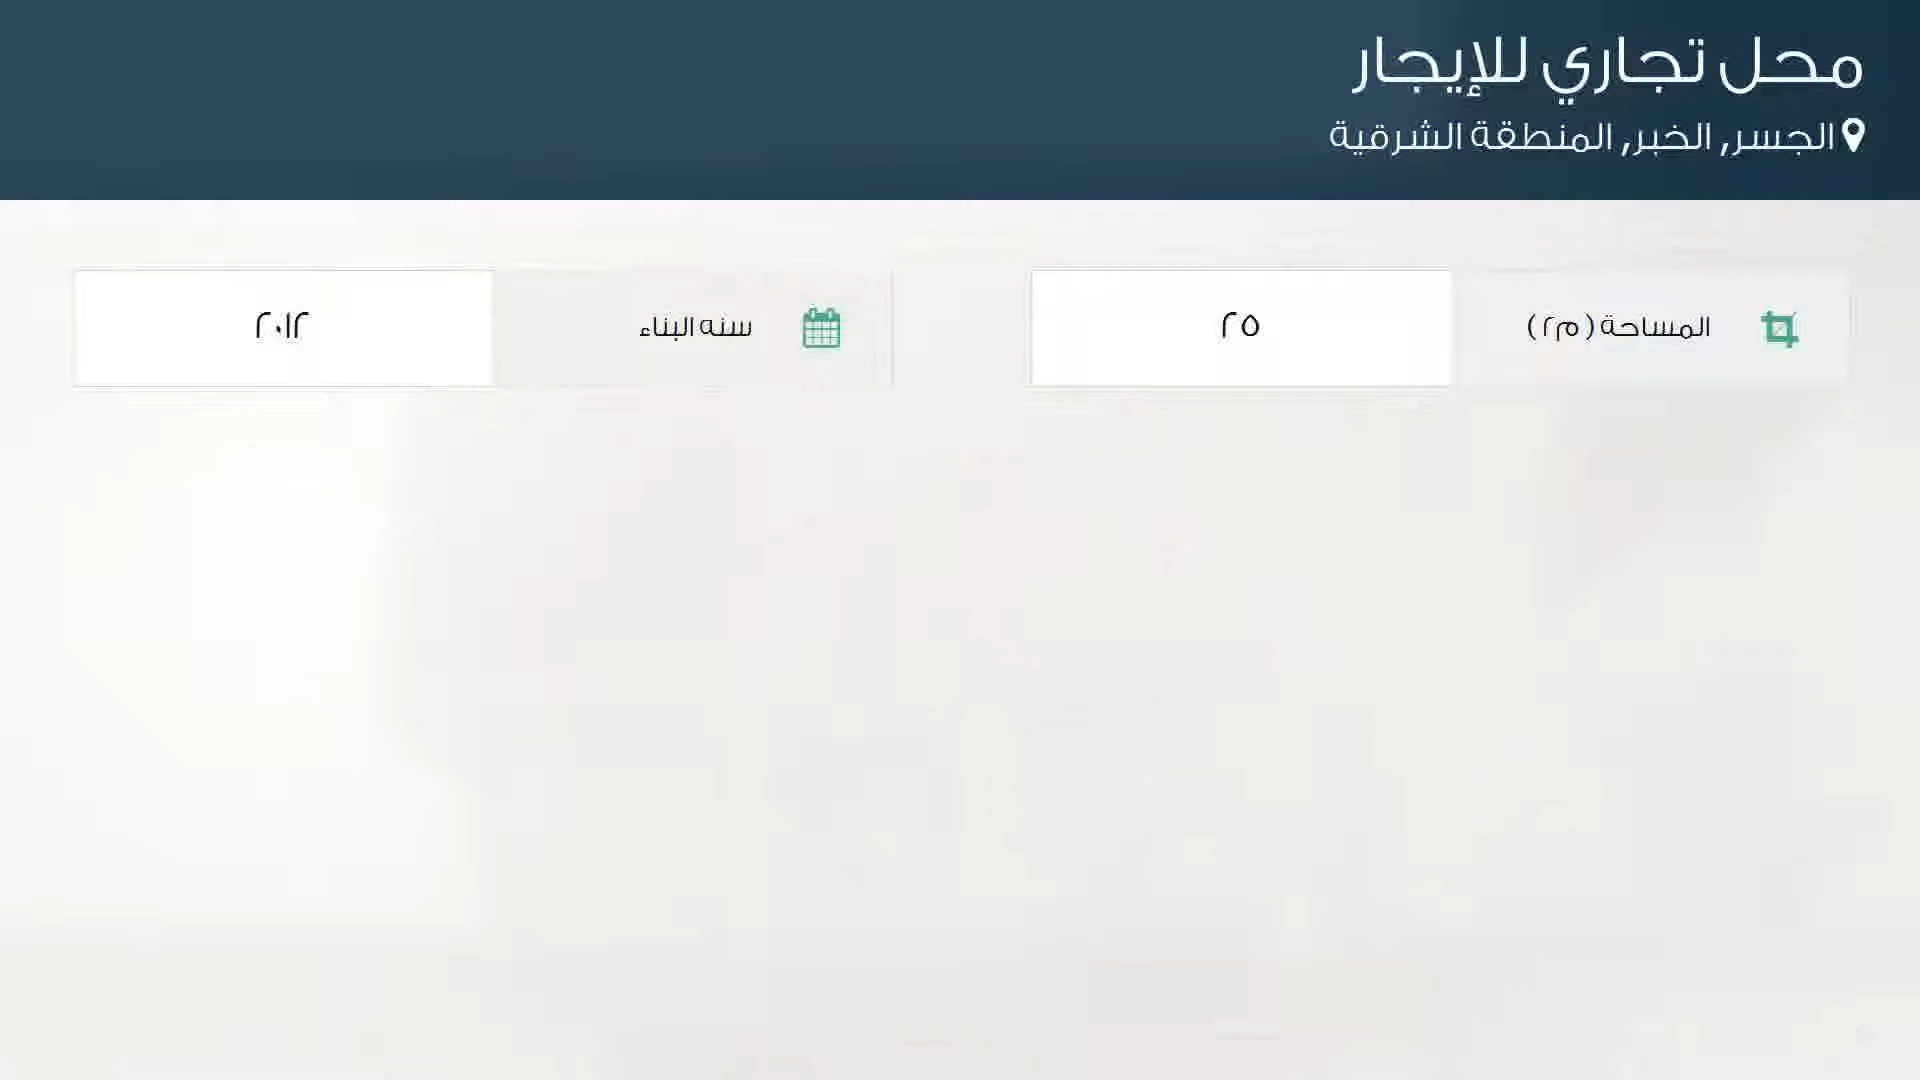 محل تجاري للإيجار
الجسر, الخبر, المنطقة الشرقية
المساحة (م٢)
٢٥
سنه البناء
٢٠١٢